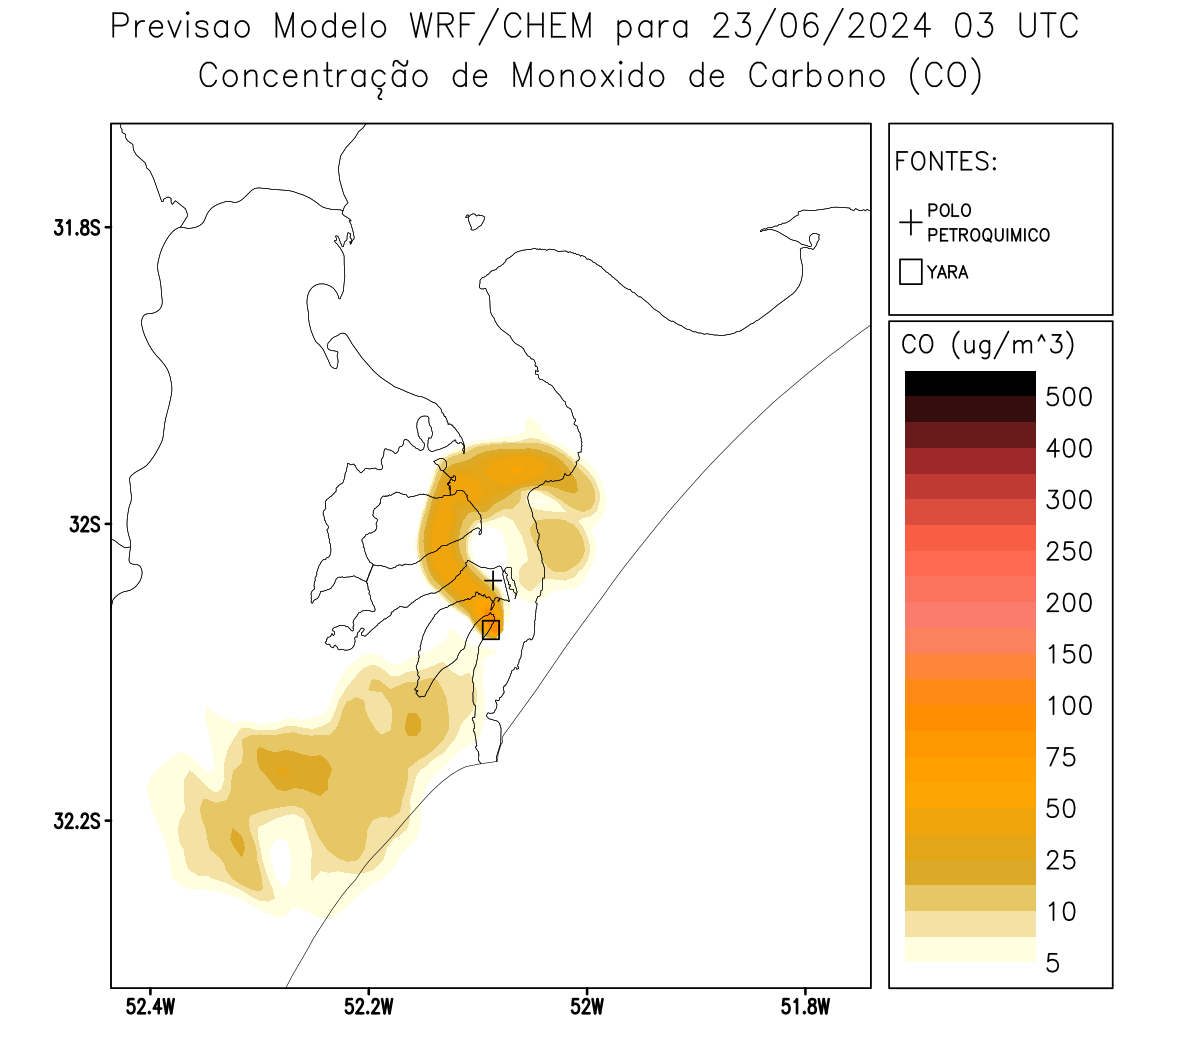 Previsao Modelo WRF/CHEM para 23/06/2024 03 UTC
Concentração de Monoxido de Carbono (CO)
FONTES:
POLO
PETROQUIMICO
YARA
CO (ug/m^3)
500
400
300
250
200
150
100
75
50
25
10
5
31.8S
32S
32.2S
52.4W
52.2W
52W
51.8W